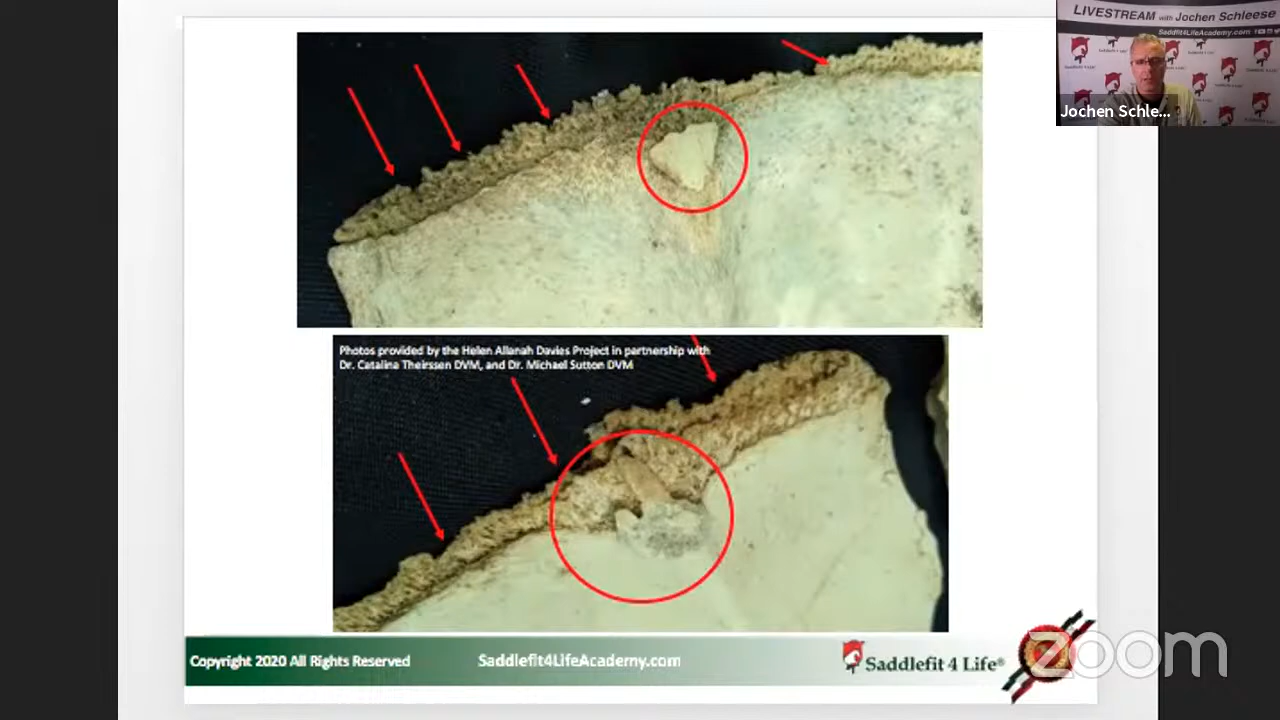 LIVESTREAM with Jochen Schleese
Saddfit4LifeAcademy.com
Jochen Schle...
Photos provided by the Helen Allanah Davies Project in partnership with
Dr. Catalina Theirssen DVM, and Dr. Michael Sutton DVM
Copyright 2020 All Rights Reserved
Saddlefit4LifeAcademy.com
Saddlefit 4 Life®
zoom